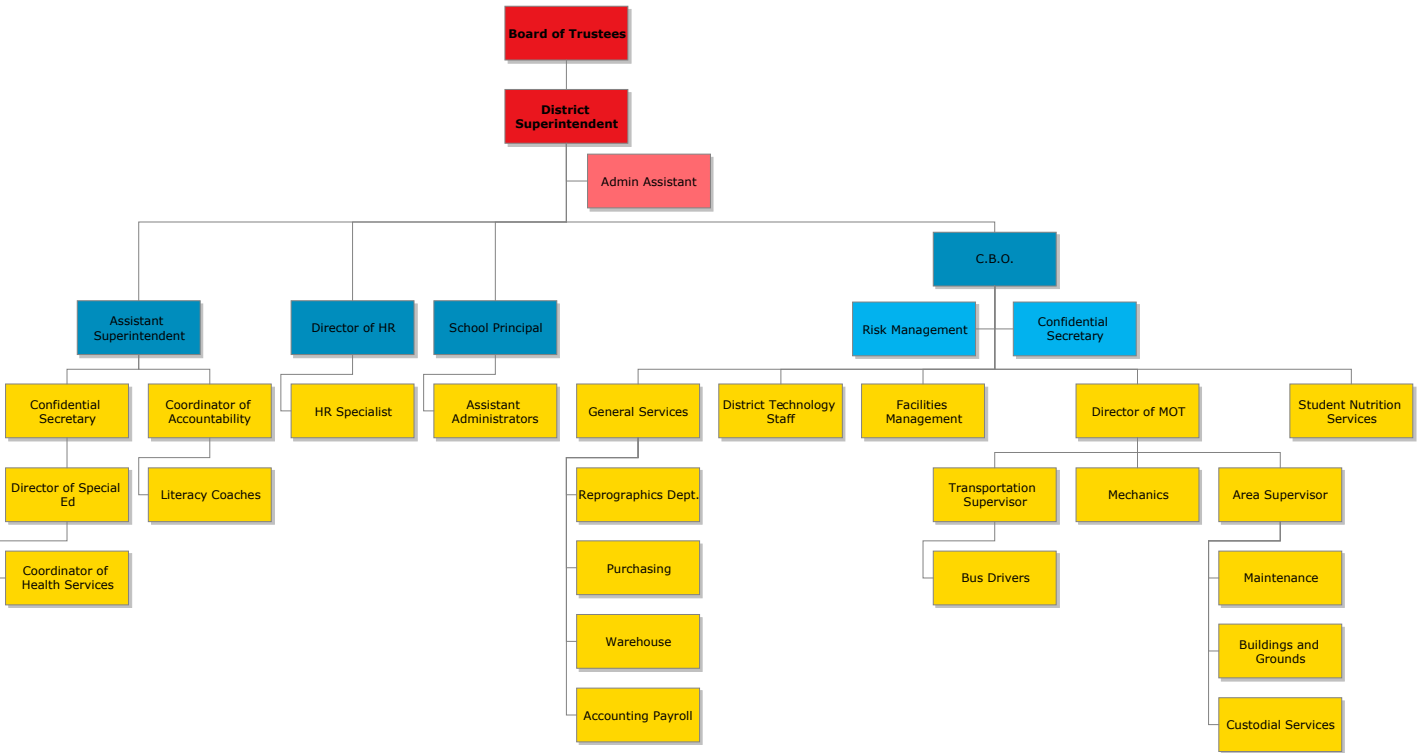 Board of Trustees
District
Superintendent
Admin Assistant
C.B.O.
Assistant
Superintendent
Director of HR
School Principal
Risk Management
Confidential
Secretary
Confidential
Secretary
Coordinator of
Accountability
HR Specialist
Assistant
Administrators
General Services
District Technology
Staff
Facilities
Management
Director of MOT
Student Nutrition
Services
Director of Special
Ed
Literacy Coaches
Reprographics Dept.
Transportation
Supervisor
Mechanics
Area Supervisor
Coordinator of
Health Services
Purchasing
Bus Drivers
Maintenance
Warehouse
Buildings and
Grounds
Accounting Payroll
Custodial Services